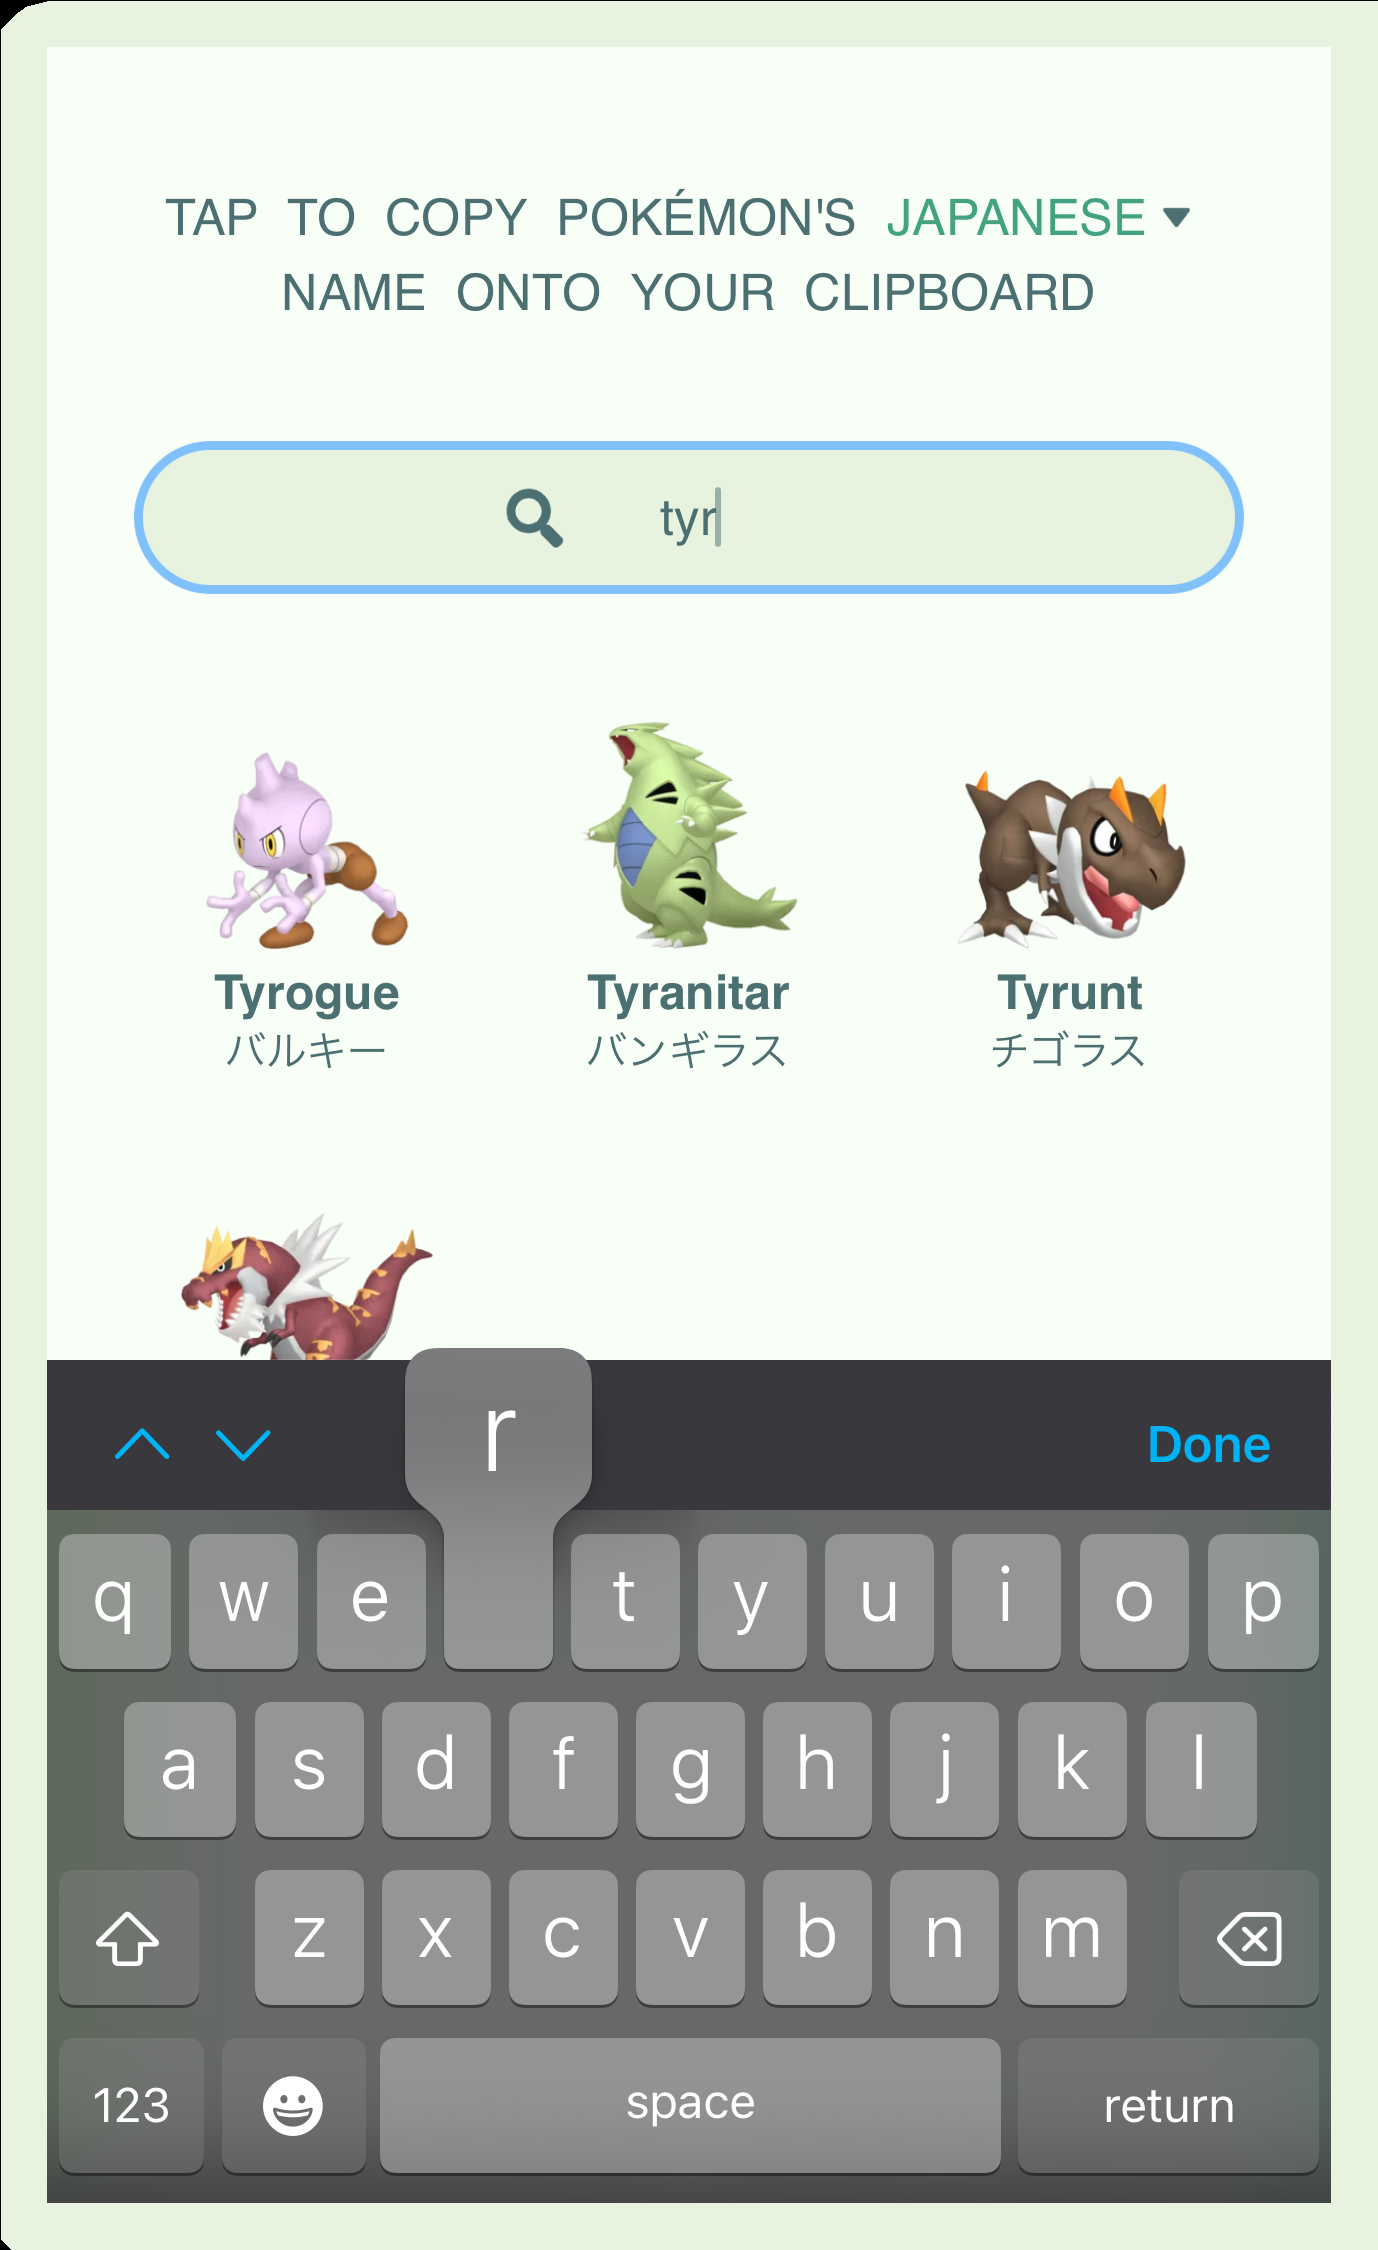 TAP TO COPY POKÉMON'S JAPANESE
NAME ONTO YOUR CLIPBOARD
tyr
Tyrogue Tyranitar Tyrunt
バルキー バンギラス チゴラス
r
Done
q w e t y u i o p
a s d f g h j k l
z x c v b n m
123 space return